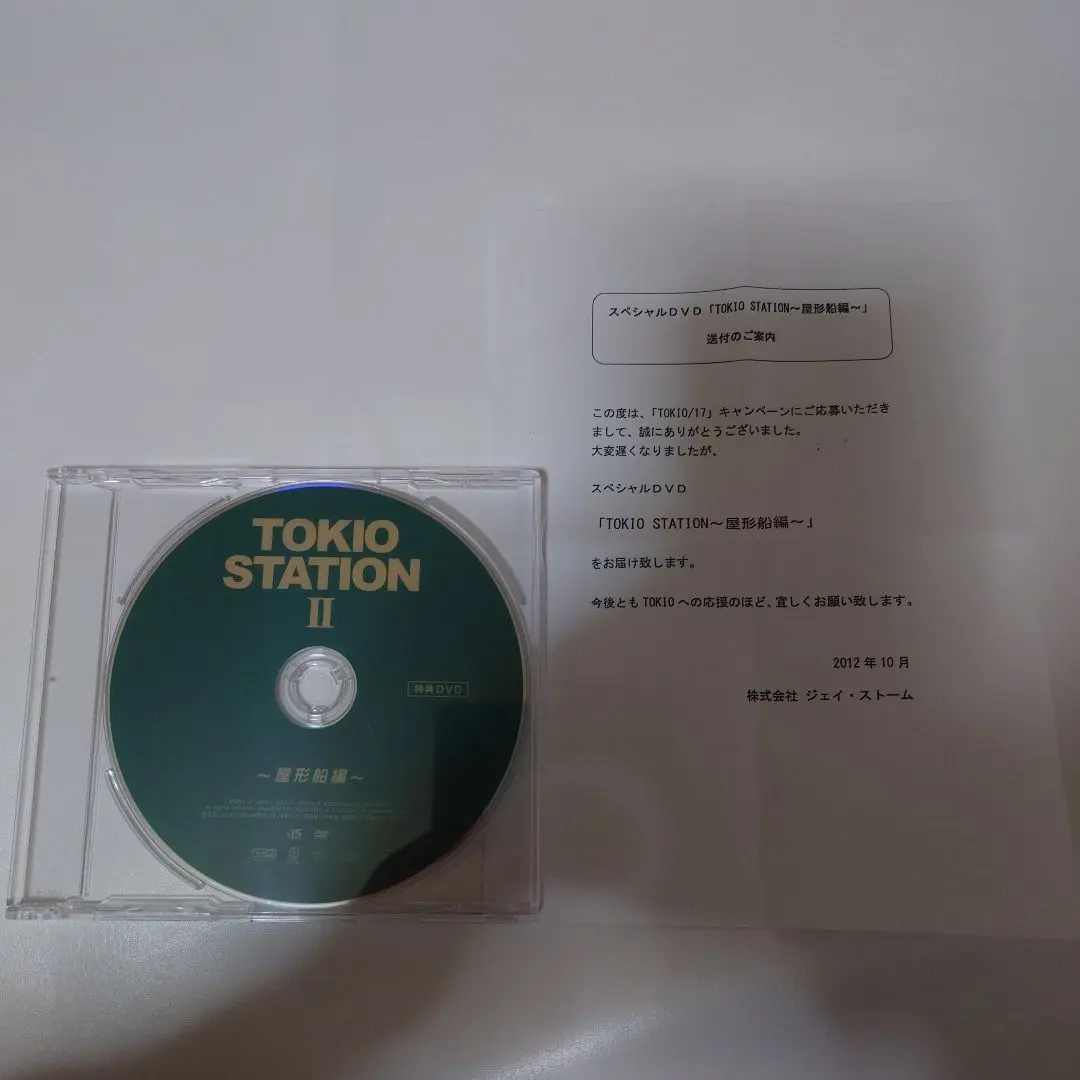 TOKIO
STATION
II
特典DVD
～屋形船編～
スペシャルＤＶＤ「TOKIO STATION～屋形船編～」
送付のご案内
この度は、「TOKIO/17」キャンペーンにご応募いただき
まして、誠にありがとうございました。
大変遅くなりましたが、
スペシャルＤＶＤ
「TOKIO STATION～屋形船編～」
をお届け致します。
今後とも TOKIO への応援のほど、宜しくお願い致します。
2012 年 10 月
株式会社 ジェイ・ストーム